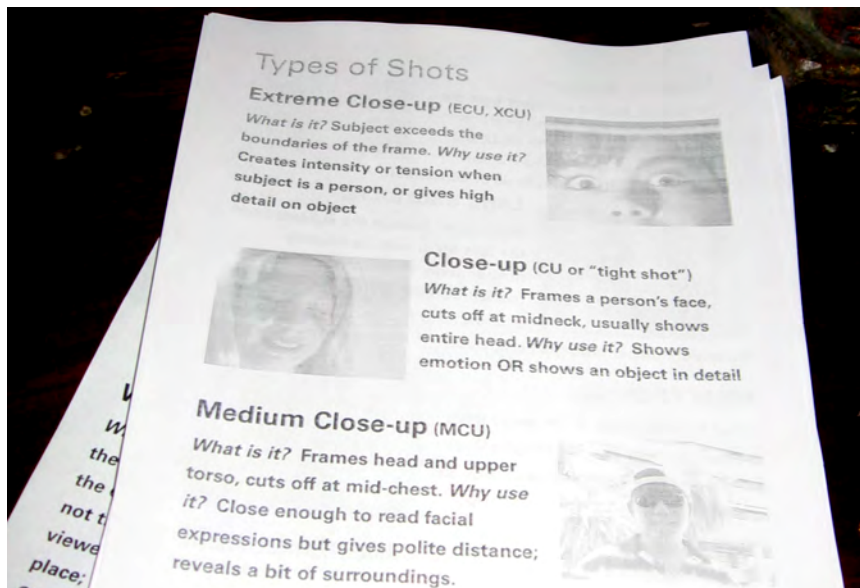 Types of Shots
Extreme Close-up (ECU, XCU)
What is it? Subject exceeds the
boundaries of the frame. Why use it?
Creates intensity or tension when
subject is a person, or gives high
detail on object
Close-up (CU or "tight shot")
What is it? Frames a person's face,
cuts off at midneck, usually shows
entire head. Why use it? Shows
emotion OR shows an object in detail
Medium Close-up (MCU)
What is it? Frames head and upper
torso, cuts off at mid-chest. Why use
it? Close enough to read facial
expressions but gives polite distance;
reveals a bit of surroundings.
the
the
not
viewe
place;